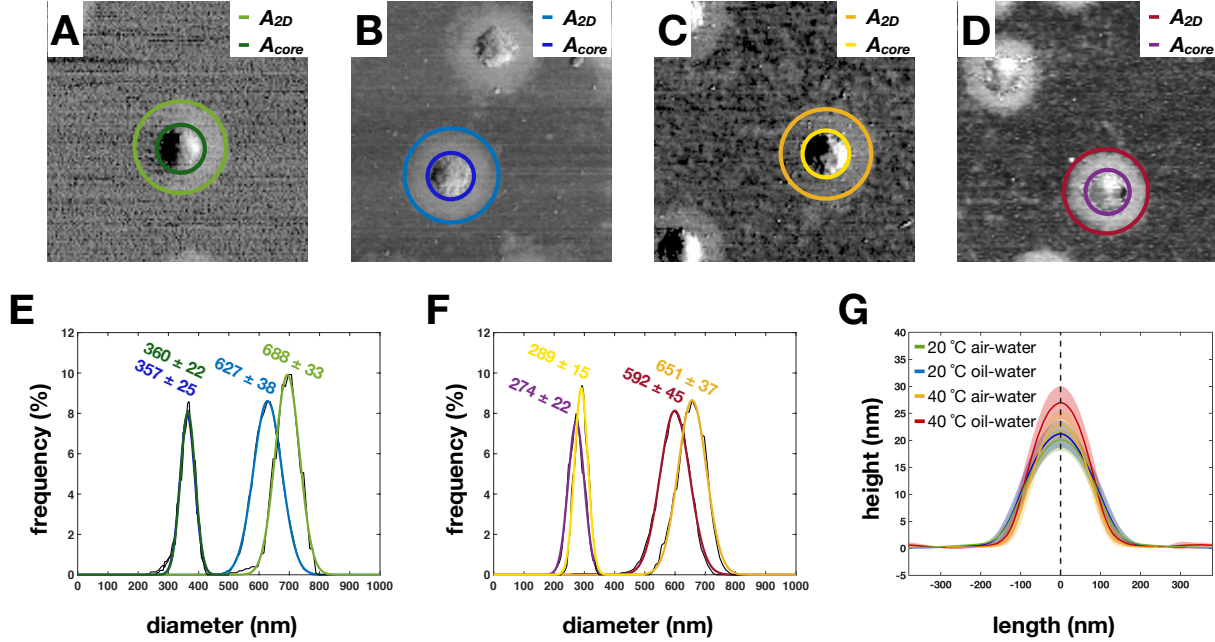 A
A2D
Acore
B
A2D
Acore
C
A2D
Acore
D
A2D
Acore
E
frequency (%)
12
10
8
6
4
2
0
0 100 200 300 400 500 600 700 800 900 1000
diameter (nm)
360 ± 22
357 ± 25
627 ± 38
688 ± 33
F
frequency (%)
12
10
8
6
4
2
0
0 100 200 300 400 500 600 700 800 900 1000
diameter (nm)
289 ± 15
274 ± 22
592 ± 45
651 ± 37
G
height (nm)
40
35
30
25
20
15
10
5
0
-5
-300 -200 -100 0 100 200 300
length (nm)
20 °C air-water
20 °C oil-water
40 °C air-water
40 °C oil-water